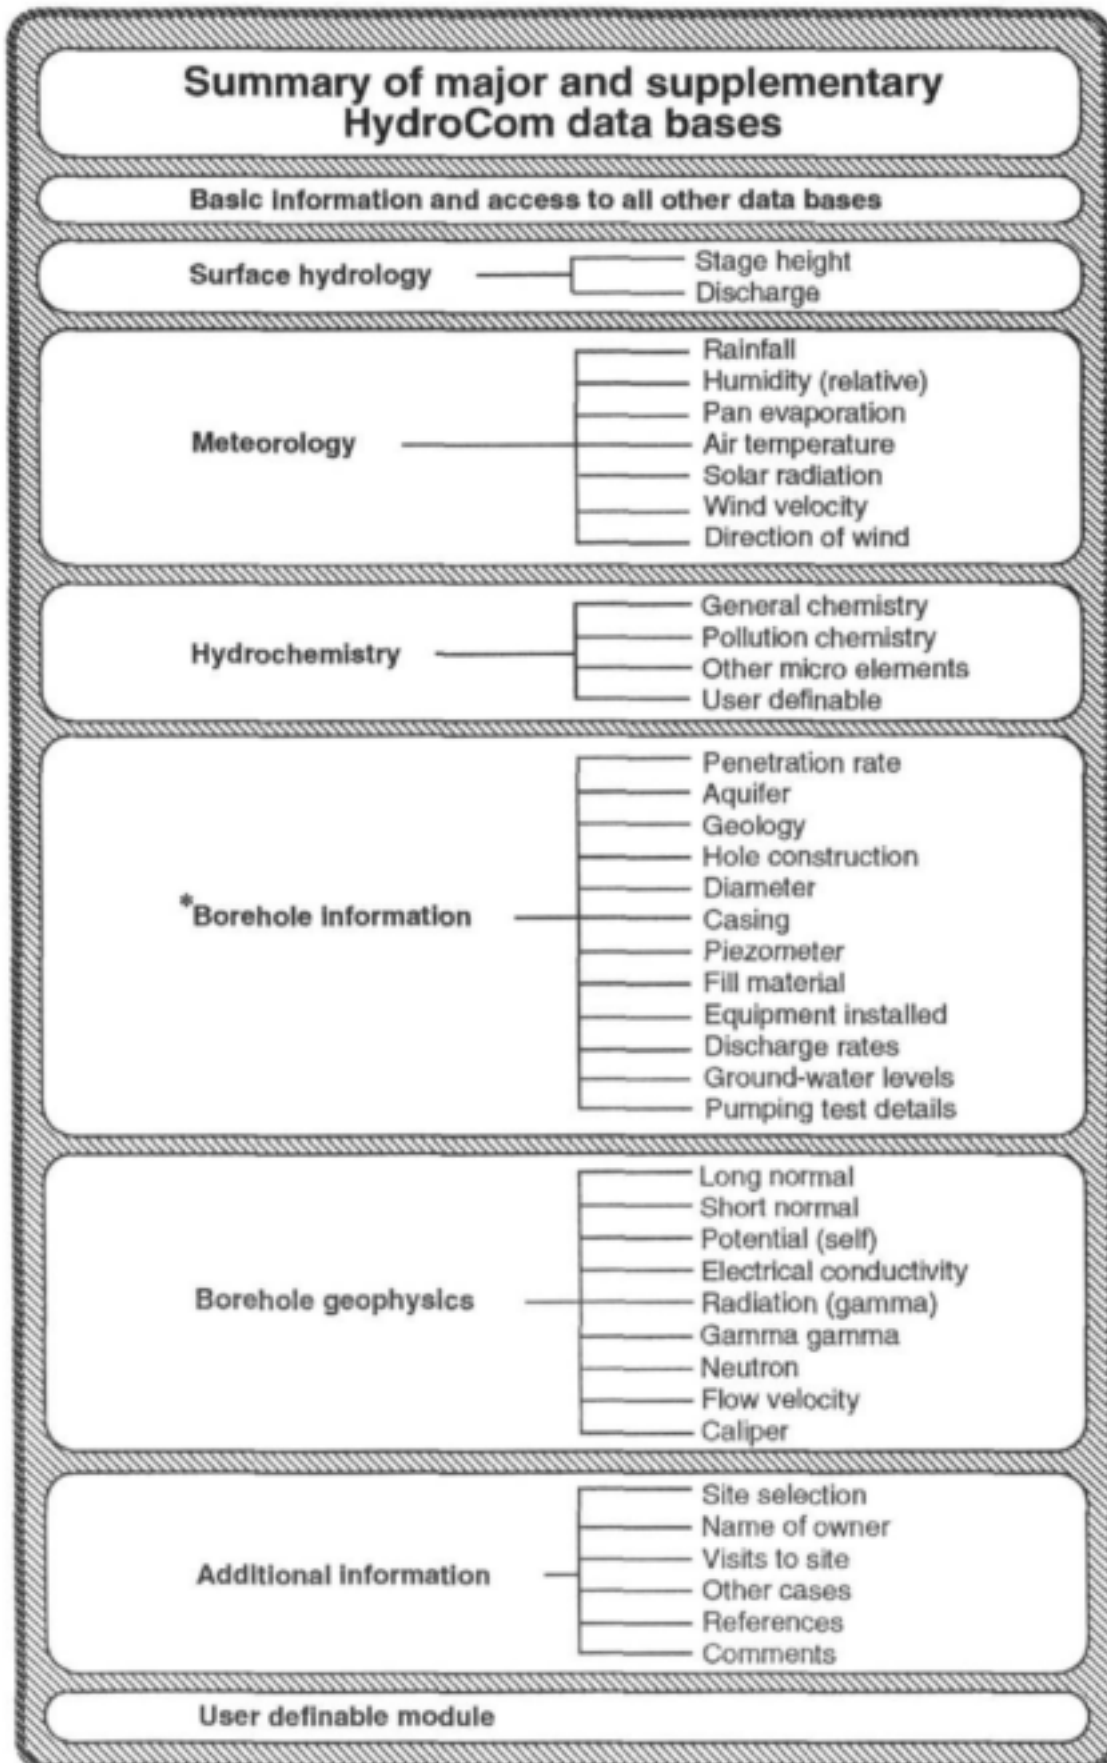 Summary of major and supplementary
HydroCom data bases
Basic information and access to all other data bases
Surface hydrology
Stage height
Discharge
Meteorology
Rainfall
Humidity (relative)
Pan evaporation
Air temperature
Solar radiation
Wind velocity
Direction of wind
Hydrochemistry
General chemistry
Pollution chemistry
Other micro elements
User definable
*Borehole Information
Penetration rate
Aquifer
Geology
Hole construction
Diameter
Casing
Piezometer
Fill material
Equipment installed
Discharge rates
Ground-water levels
Pumping test details
Borehole geophysics
Long normal
Short normal
Potential (self)
Electrical conductivity
Radiation (gamma)
Gamma gamma
Neutron
Flow velocity
Caliper
Additional information
Site selection
Name of owner
Visits to site
Other cases
References
Comments
User definable module